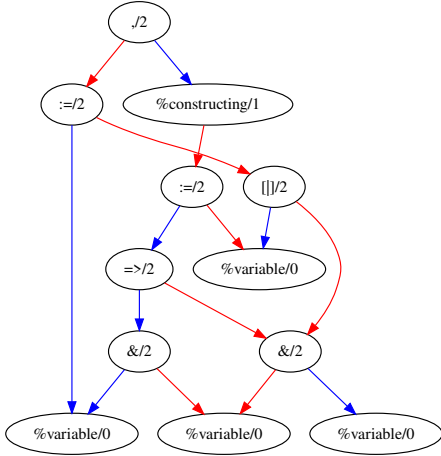 ,/2
:=/2
%constructing/1
:=/2
[|]/2
=>/2
%variable/0
&/2
&/2
%variable/0
%variable/0
%variable/0